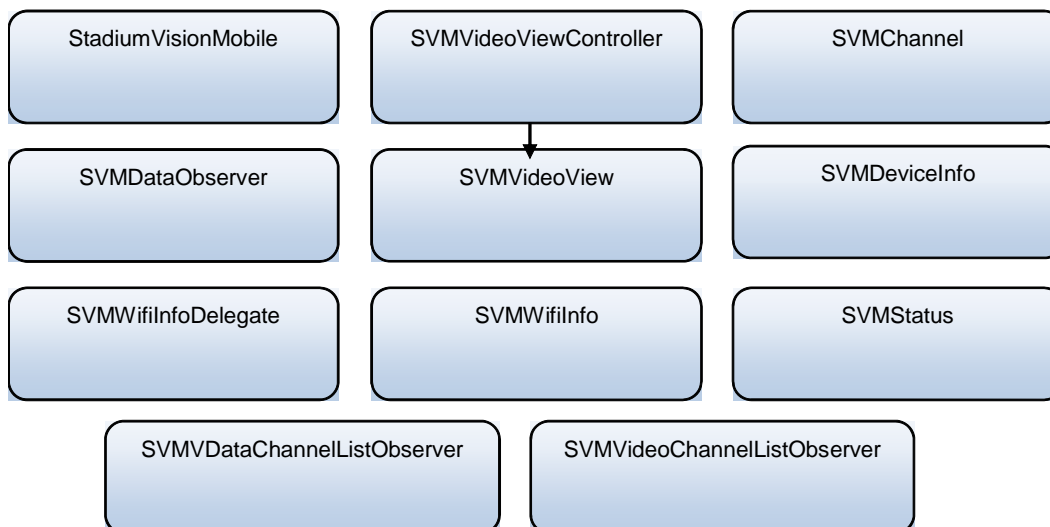 StadiumVisionMobile
SVMVideoViewController
SVMChannel
SVMDataObserver
SVMVideoView
SVMDeviceInfo
SVMWifiInfoDelegate
SVMWifiInfo
SVMStatus
SVMVDataChannelListObserver
SVMVideoChannelListObserver